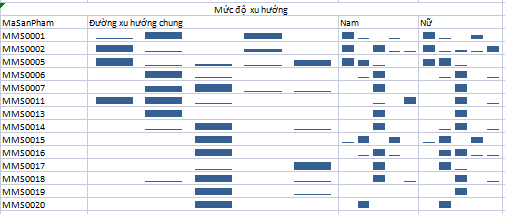 Mức độ xu hướng
MaSanPham Đường xu hướng chung Nam Nữ
MMS0001
MMS0002
MMS0005
MMS0006
MMS0007
MMS0011
MMS0013
MMS0014
MMS0015
MMS0016
MMS0017
MMS0018
MMS0019
MMS0020